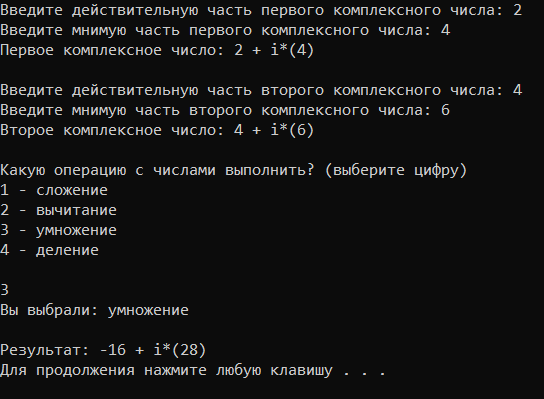 Введите действительную часть первого комплексного числа: 2
Введите мнимую часть первого комплексного числа: 4
Первое комплексное число: 2 + i*(4)
Введите действительную часть второго комплексного числа: 4
Введите мнимую часть второго комплексного числа: 6
Второе комплексное число: 4 + i*(6)
Какую операцию с числами выполнить? (выберите цифру)
1 - сложение
2 - вычитание
3 - умножение
4 - деление
3
Вы выбрали: умножение
Результат: -16 + i*(28)
Для продолжения нажмите любую клавишу . . .